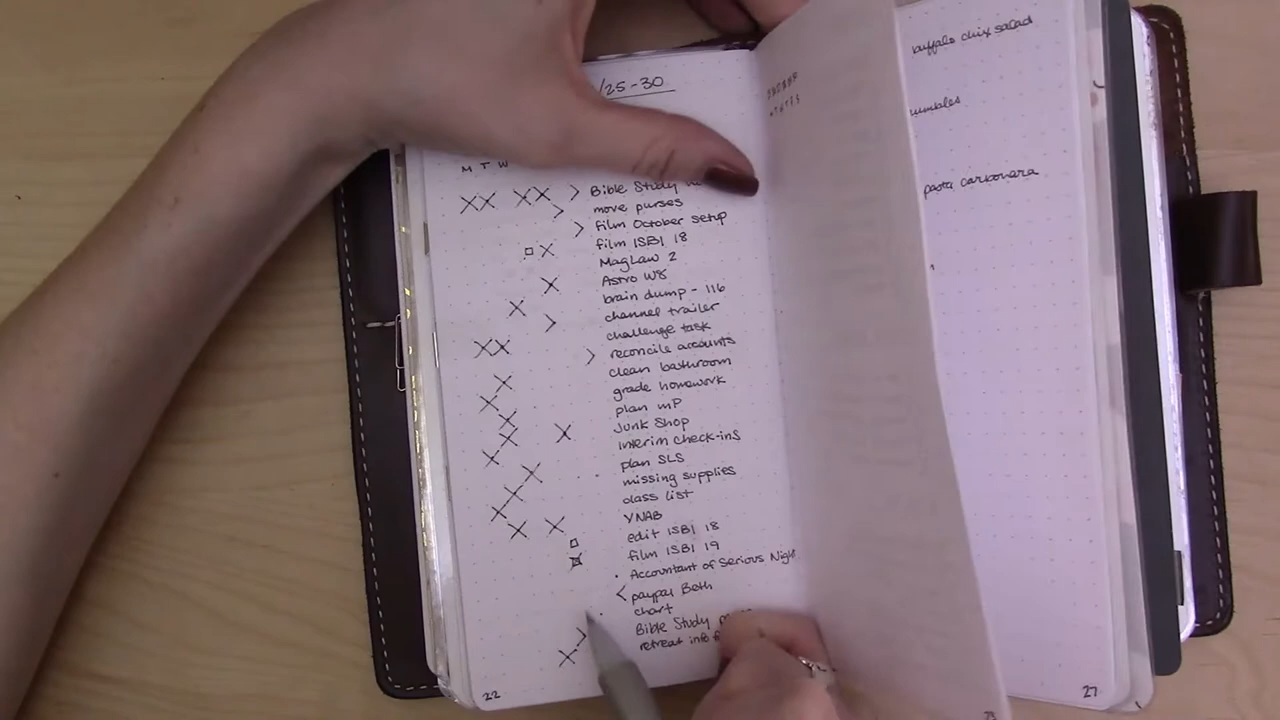 /25-30
M T W
Bible Study
move purses
film October setup
film ISBI 18
MagLaw 2
Astro W8
brain dump - 116
channel trailer
challenge task
reconcile accounts
clean bathroom
grade homework
plan MP
Junk Shop
interim check-ins
plan SLS
missing supplies
class list
YNAB
edit ISBI 18
film ISBI 19
Accountant of Serious Night
paypal Beth
chart
Bible Study
retreat info
22
buffalo chix salad
pasta carbonara
27